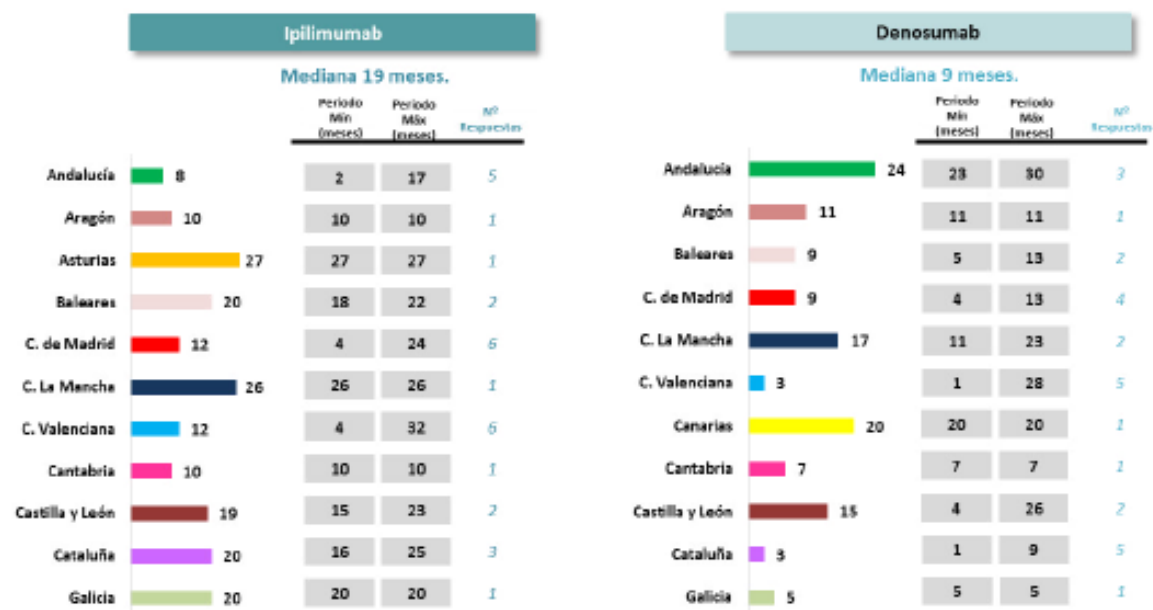 Ipilimumab
Mediana 19 meses.
Periodo Min (meses) Periodo Máx (meses) Nº Respuestas
Andalucía 8 2 17 5
Aragón 10 10 10 1
Asturias 27 27 27 1
Baleares 20 18 22 2
C. de Madrid 12 4 24 6
C. La Mancha 26 26 26 1
C. Valenciana 12 4 32 6
Cantabria 10 10 10 1
Castilla y León 19 15 23 2
Cataluña 20 16 25 3
Galicia 20 20 20 1
Denosumab
Mediana 9 meses.
Periodo Min (meses) Periodo Máx (meses) Nº Respuestas
Andalucía 24 23 30 3
Aragón 11 11 11 1
Baleares 9 5 13 2
C. de Madrid 9 4 13 4
C. La Mancha 17 11 23 2
C. Valenciana 3 1 28 5
Canarias 20 20 20 1
Cantabria 7 7 7 1
Castilla y León 15 4 26 2
Cataluña 3 1 9 5
Galicia 5 5 5 1